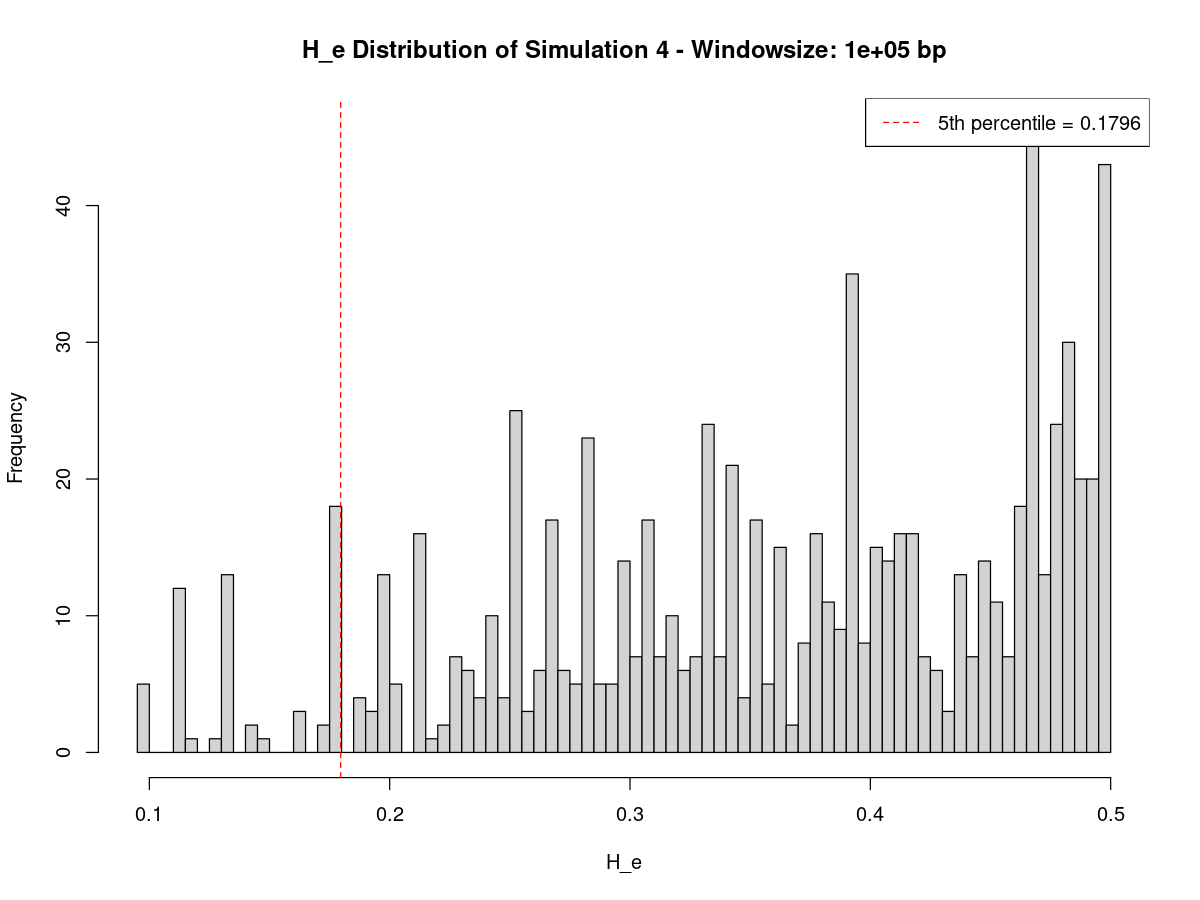 H_e Distribution of Simulation 4 - Windowsize: 1e+05 bp
5th percentile = 0.1796
Frequency
40
30
20
10
0
0.1 0.2 0.3 0.4 0.5
H_e